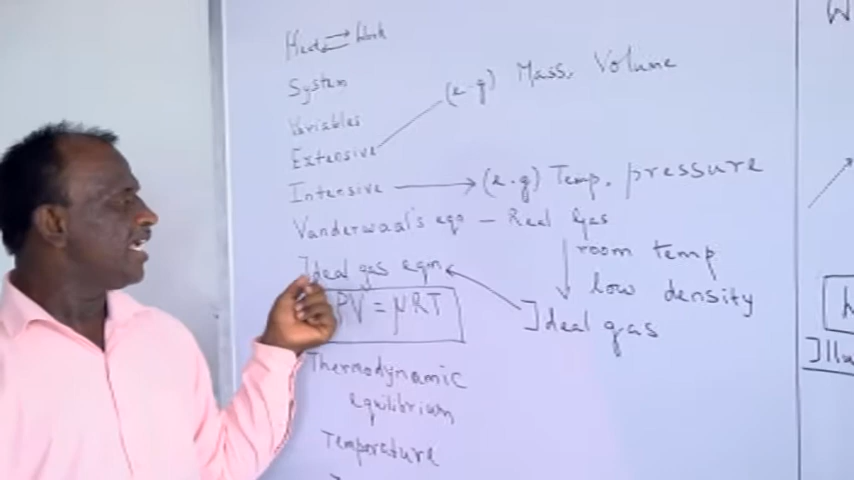 Heat ⇌ Work
System
Variables
Extensive (e.g) Mass, Volume
Intensive → (e.g) Temp. pressure
Vanderwaal's eqn — Real gas
room temp
low density
Ideal gas eqn
Ideal gas
PV = μRT
Thermodynamic
equilibrium
Temperature